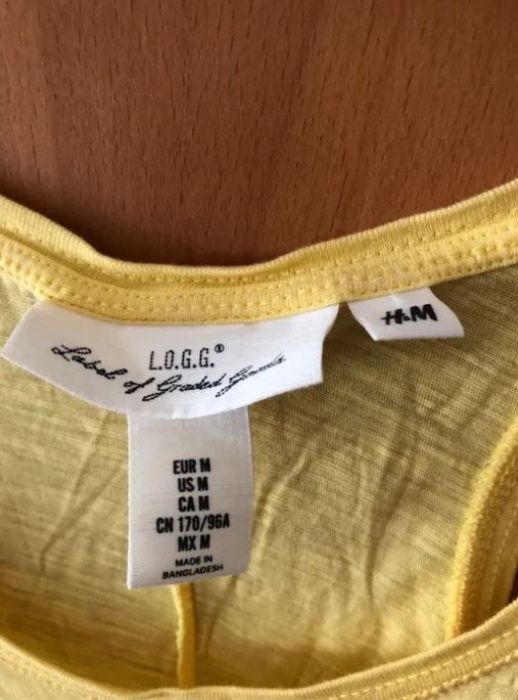 L.O.G.G.®
Label of Graded Goods
H&M
EUR M
US M
CA M
CN 170/96A
MX M
MADE IN
BANGLADESH